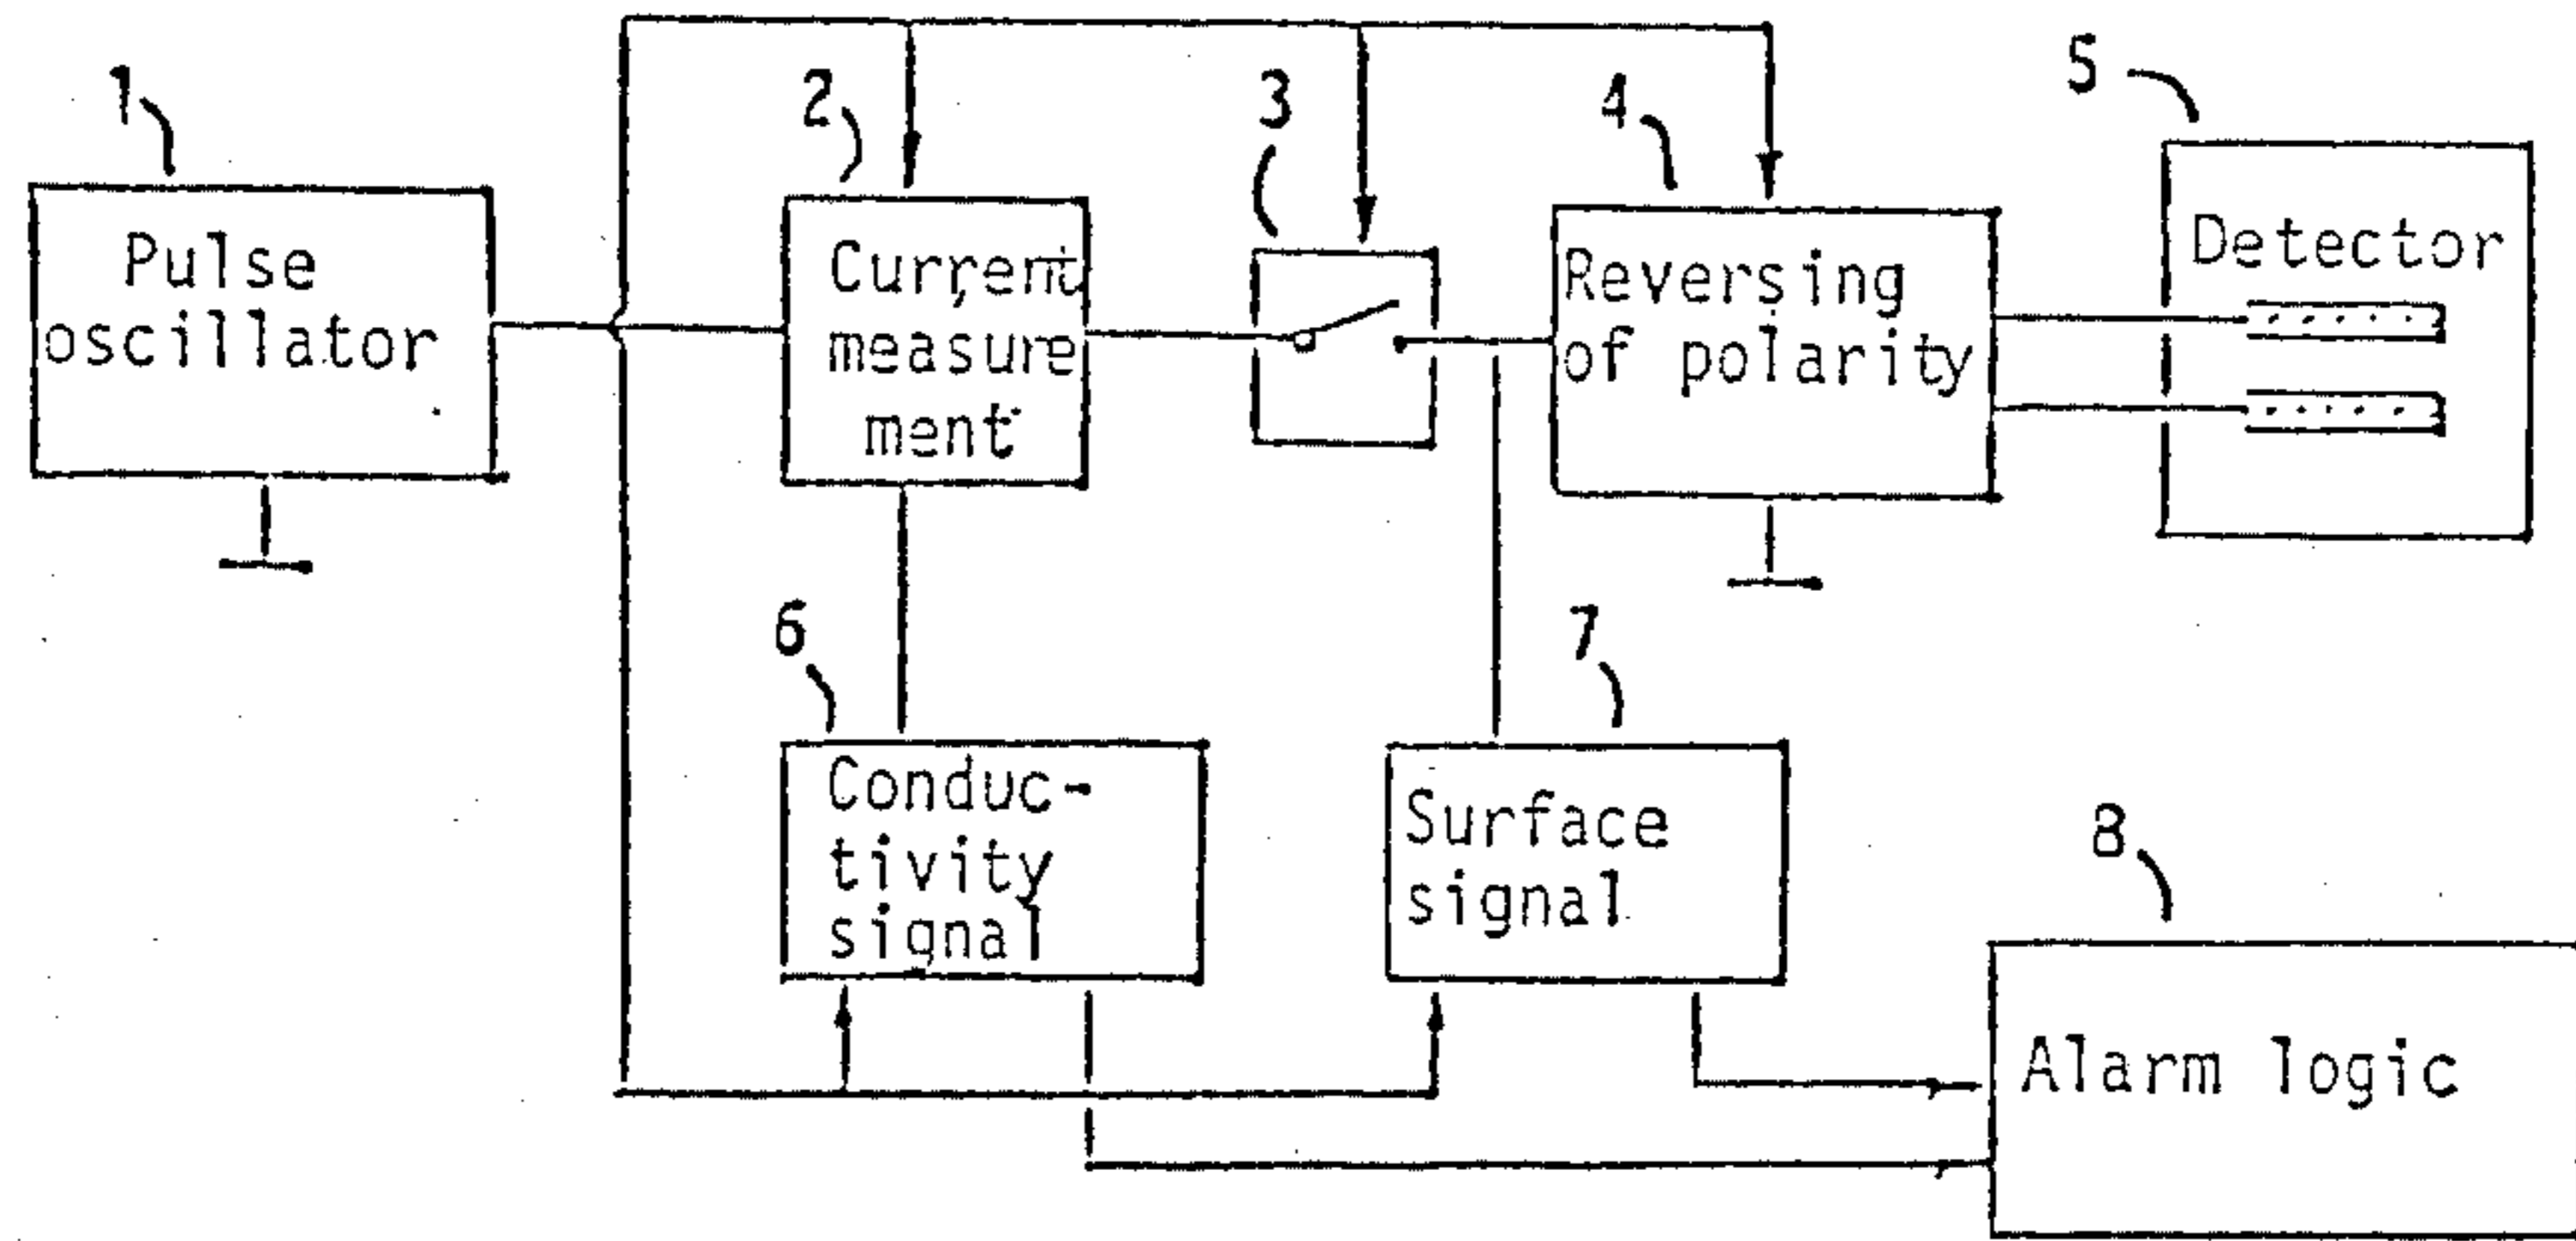 1
Pulse
oscillator
2
Current
measure
ment
3
4
Reversing
of polarity
5
Detector
6
Conduc-
tivity
signal
7
Surface
signal
8
Alarm logic